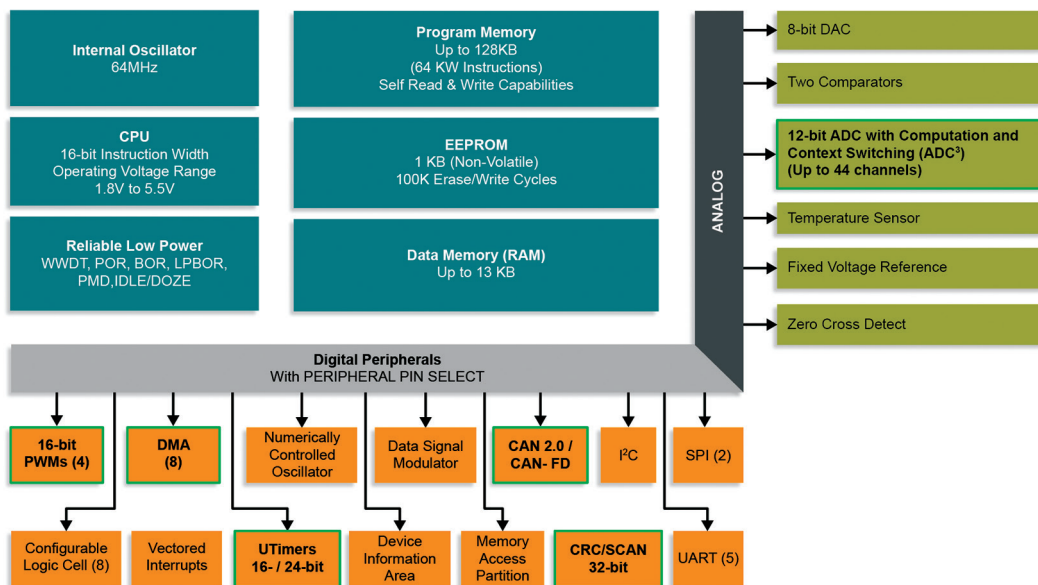 Internal Oscillator
64MHz
Program Memory
Up to 128KB
(64 KW Instructions)
Self Read & Write Capabilities
CPU
16-bit Instruction Width
Operating Voltage Range
1.8V to 5.5V
EEPROM
1 KB (Non-Volatile)
100K Erase/Write Cycles
Reliable Low Power
WWDT, POR, BOR, LPBOR,
PMD,IDLE/DOZE
Data Memory (RAM)
Up to 13 KB
ANALOG
8-bit DAC
Two Comparators
12-bit ADC with Computation and
Context Switching (ADC³)
(Up to 44 channels)
Temperature Sensor
Fixed Voltage Reference
Zero Cross Detect
Digital Peripherals
With PERIPHERAL PIN SELECT
16-bit
PWMs (4)
DMA
(8)
Numerically
Controlled
Oscillator
Data Signal
Modulator
CAN 2.0 /
CAN- FD
I²C
SPI (2)
Configurable
Logic Cell (8)
Vectored
Interrupts
UTimers
16- / 24-bit
Device
Information
Area
Memory
Access
Partition
CRC/SCAN
32-bit
UART (5)